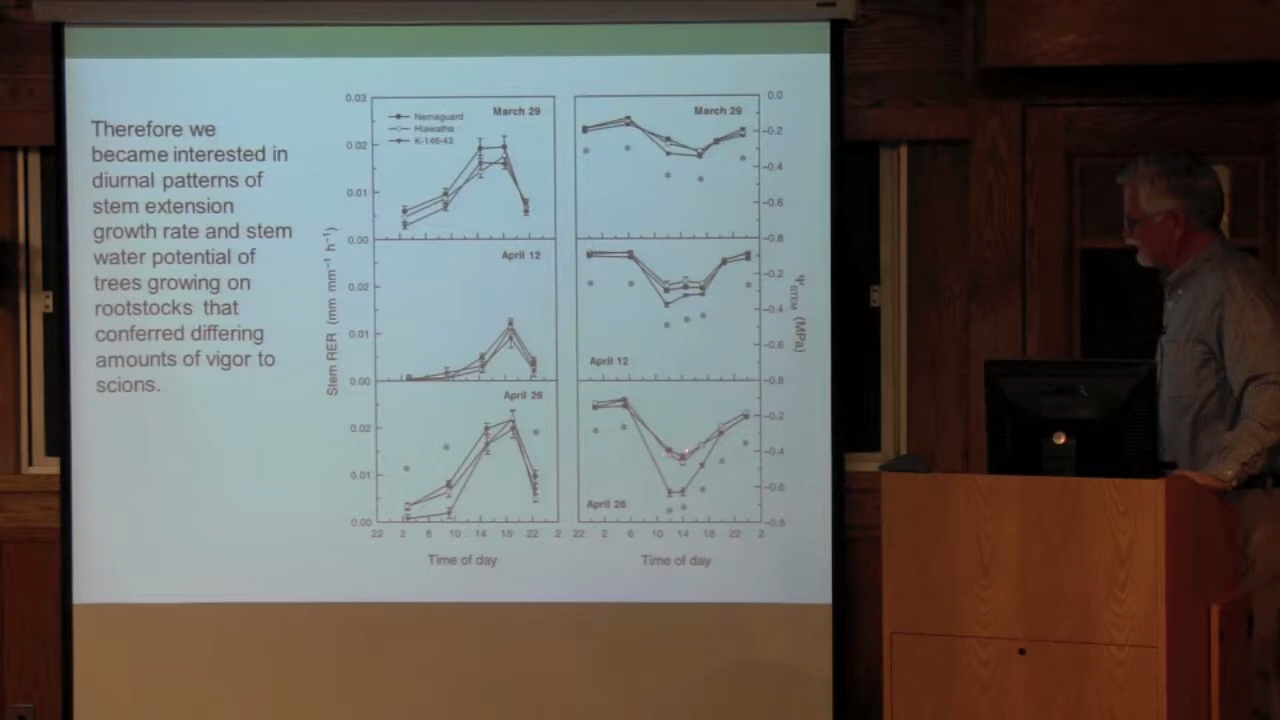 Therefore we
became interested in
diurnal patterns of
stem extension
growth rate and stem
water potential of
trees growing on
rootstocks that
conferred differing
amounts of vigor to
scions.
Stem RER (mm mm⁻¹ h⁻¹)
0.03
0.02
0.01
0.00
March 29
Nemaguard
Hiawatha
K-146-43
0.02
0.01
0.00
April 12
0.02
0.01
0.00
April 26
22 2 6 10 14 18 22 2
Time of day
March 29
0.0
-0.2
-0.4
-0.6
-0.8
April 12
-0.2
-0.4
-0.6
-0.8
April 26
-0.2
-0.4
-0.6
-0.8
22 2 6 10 14 18 22 2
Time of day
Ψ STEM (MPa)